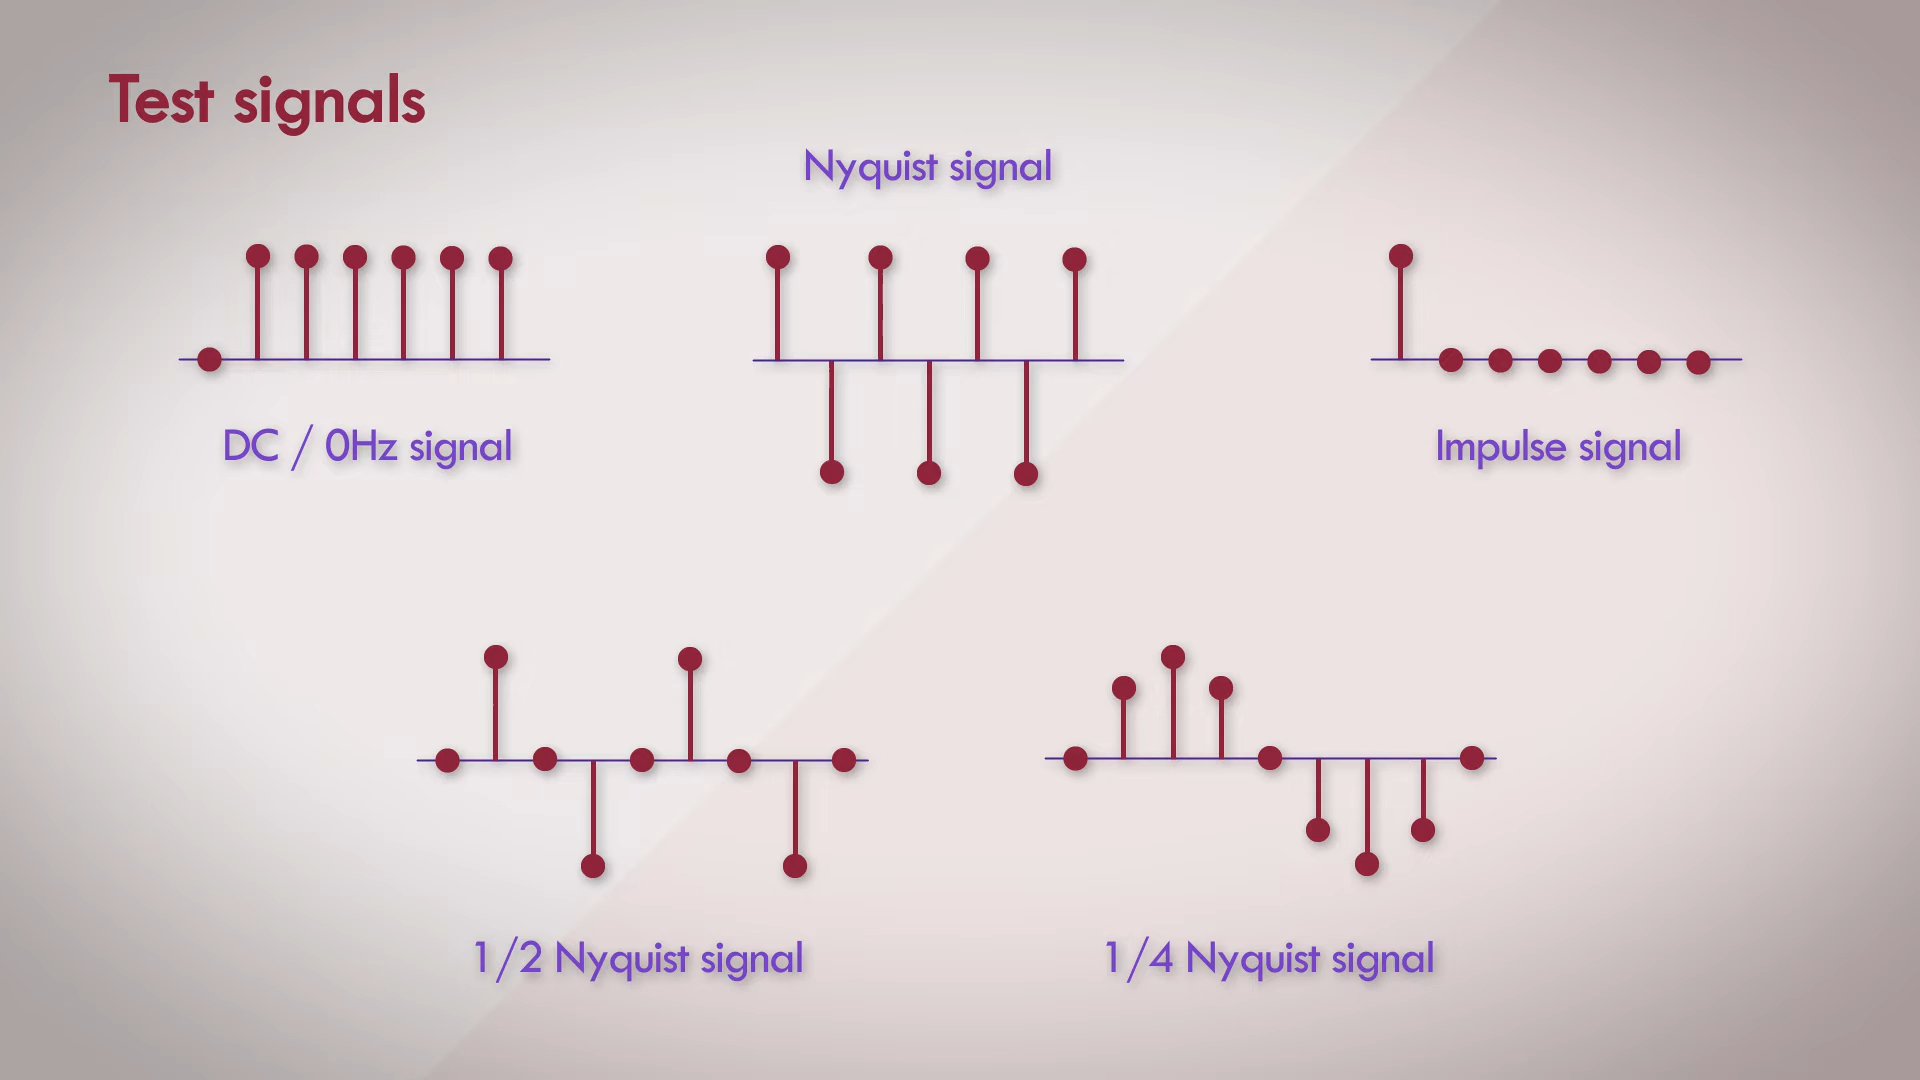 Test signals
Nyquist signal
DC / 0Hz signal
Impulse signal
1/2 Nyquist signal
1/4 Nyquist signal